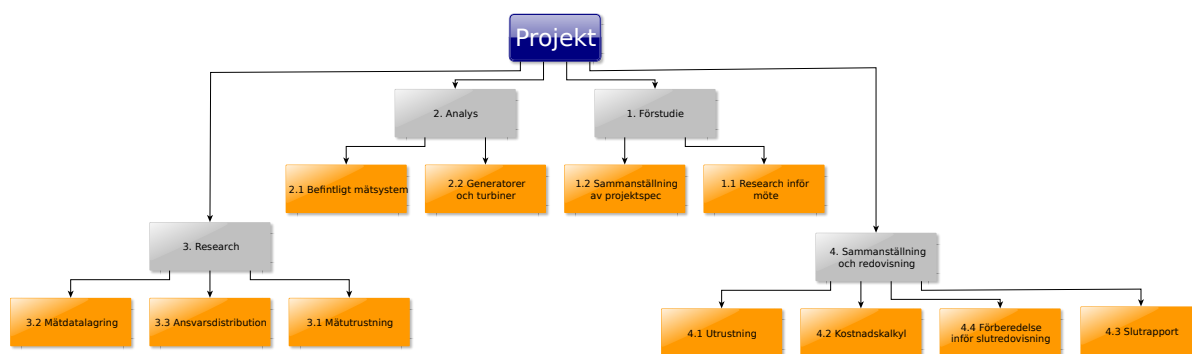 Projekt
2. Analys
1. Förstudie
2.1 Befintligt mätsystem
2.2 Generatorer
och turbiner
1.2 Sammanställning
av projektspec
1.1 Research inför
möte
3. Research
4. Sammanställning
och redovisning
3.2 Mätdatalagring
3.3 Ansvarsdistribution
3.1 Mätutrustning
4.1 Utrustning
4.2 Kostnadskalkyl
4.4 Förberedelse
inför slutredovisning
4.3 Slutrapport